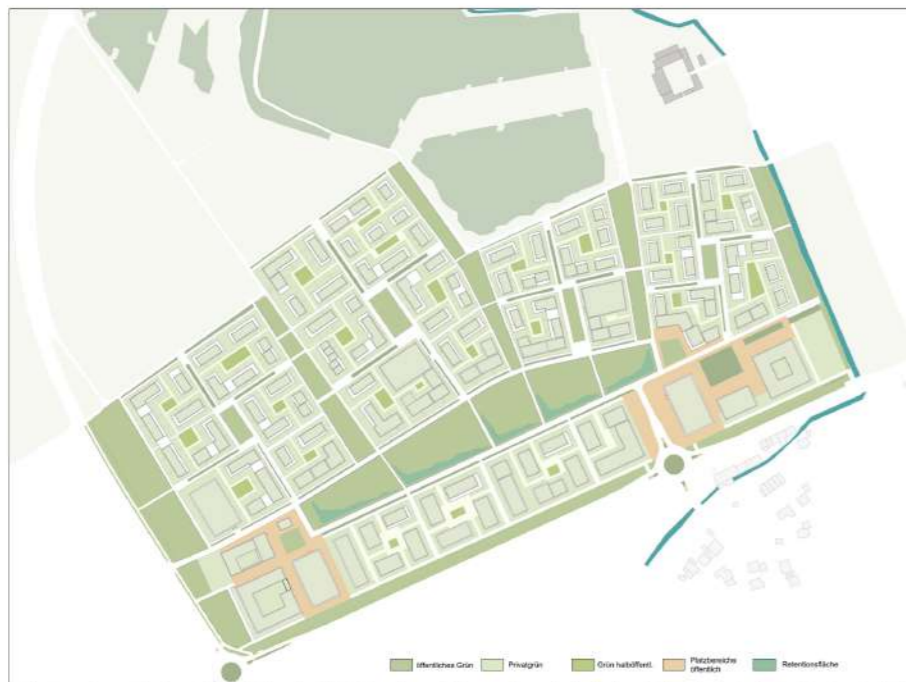 öffentliches Grün
Privatgrün
Grün halböffentl.
Platzbereiche
öffentlich
Retentionsfläche